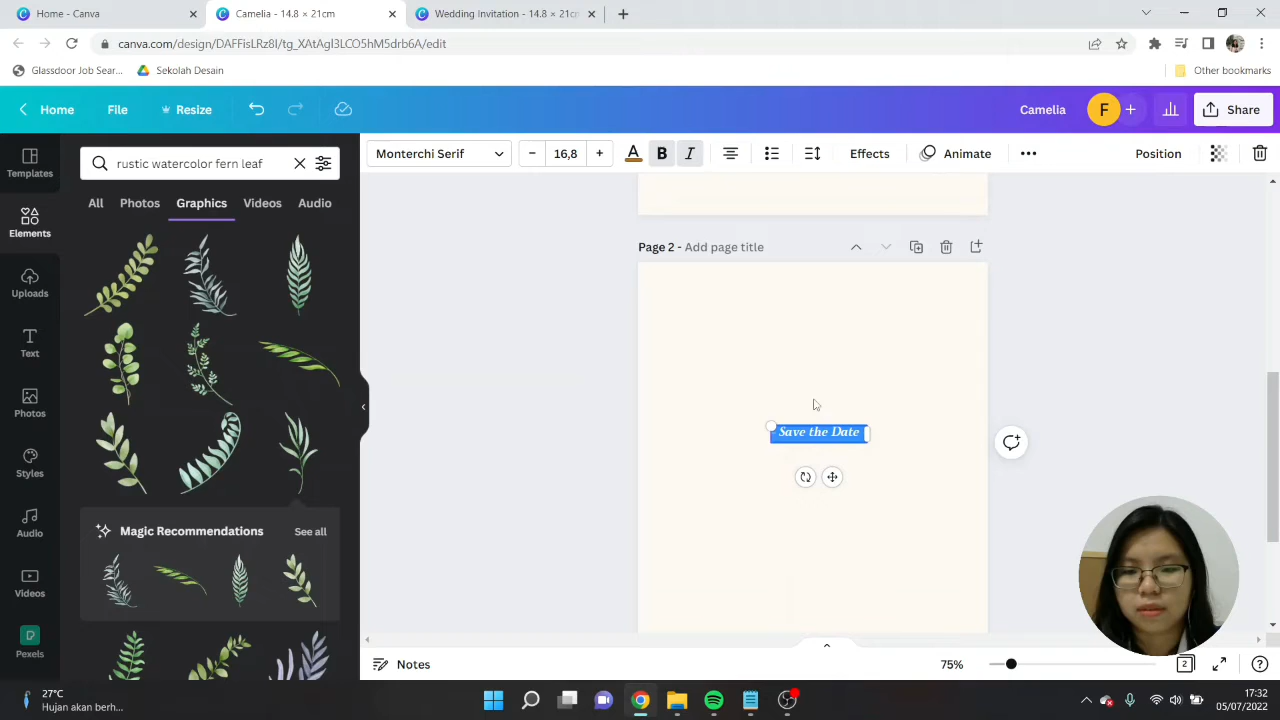 Home - Canva
Camelia - 14.8 × 21cm
Wedding Invitation - 14.8 × 21cm
canva.com/design/DAFFisLRz8I/tg_XAtAgl3LCO5hM5drb6A/edit
Glassdoor Job Sear...
Sekolah Desain
Other bookmarks
Home
File
Resize
Camelia
F
Share
Templates
Elements
Uploads
Text
Photos
Styles
Audio
Videos
Pexels
rustic watercolor fern leaf
All
Photos
Graphics
Videos
Audio
Magic Recommendations
See all
Monterchi Serif
16,8
A
B
I
Effects
Animate
Position
Page 2 - Add page title
Save the Date
Notes
75%
2
27°C
Hujan akan berh...
17:32
05/07/2022